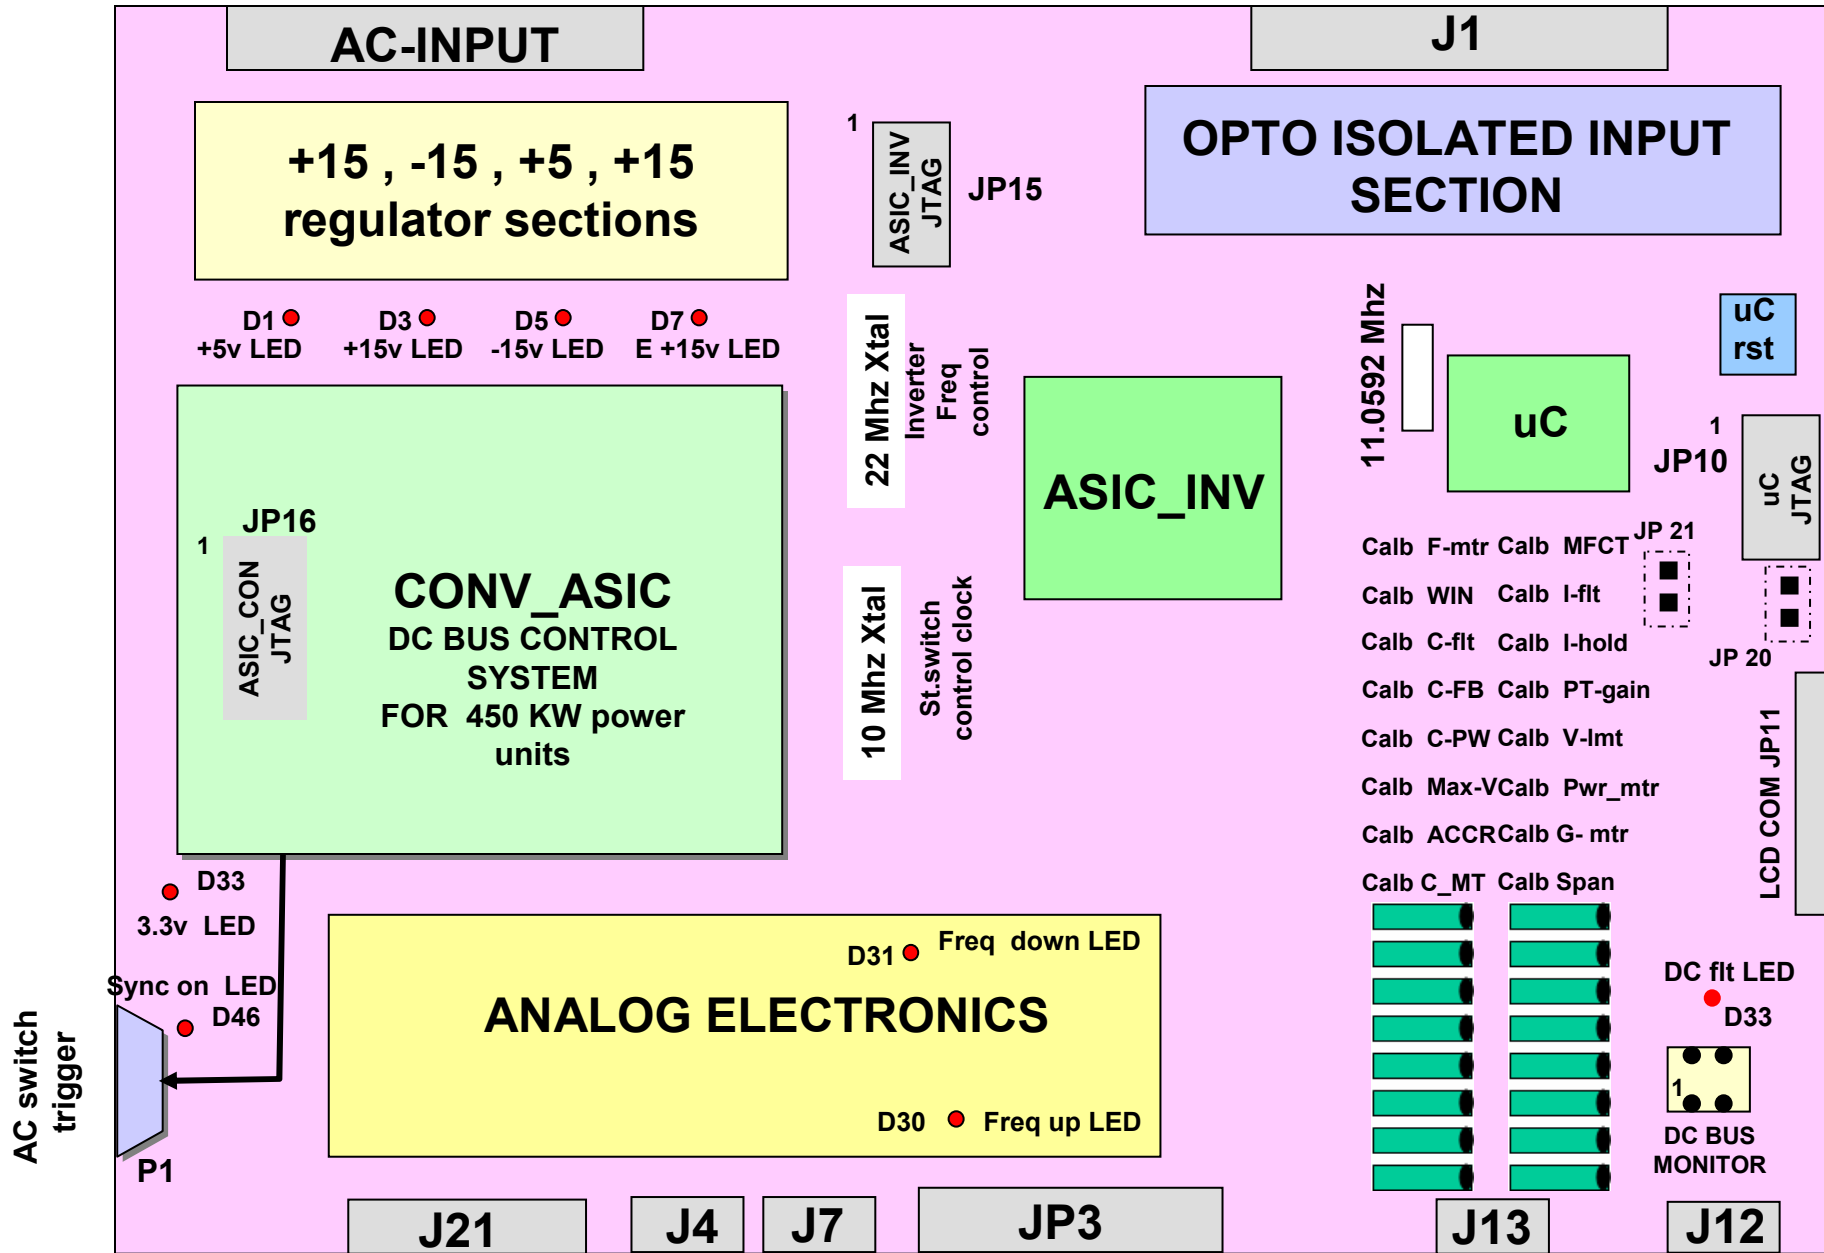 AC-INPUT
J1
+15 , -15 , +5 , +15
regulator sections
1
ASIC_INV
JTAG
JP15
OPTO ISOLATED INPUT
SECTION
D1
+5v LED
D3
+15v LED
D5
-15v LED
D7
E +15v LED
22 Mhz Xtal
Inverter
Freq
control
11.0592 Mhz
uC
uC
rst
ASIC_INV
1
JP10
uC
JTAG
JP16
1
ASIC_CON
JTAG
CONV_ASIC
DC BUS CONTROL
SYSTEM
FOR 450 KW power
units
10 Mhz Xtal
St.switch
control clock
Calb F-mtr Calb MFCT
Calb WIN Calb I-flt
Calb C-flt Calb I-hold
Calb C-FB Calb PT-gain
Calb C-PW Calb V-lmt
Calb Max-V Calb Pwr_mtr
Calb ACCR Calb G- mtr
Calb C_MT Calb Span
JP 21
JP 20
LCD COM JP11
D33
3.3v LED
Sync on LED
D46
AC switch
trigger
P1
D31
Freq down LED
ANALOG ELECTRONICS
D30
Freq up LED
DC flt LED
D33
1
DC BUS
MONITOR
J21
J4
J7
JP3
J13
J12